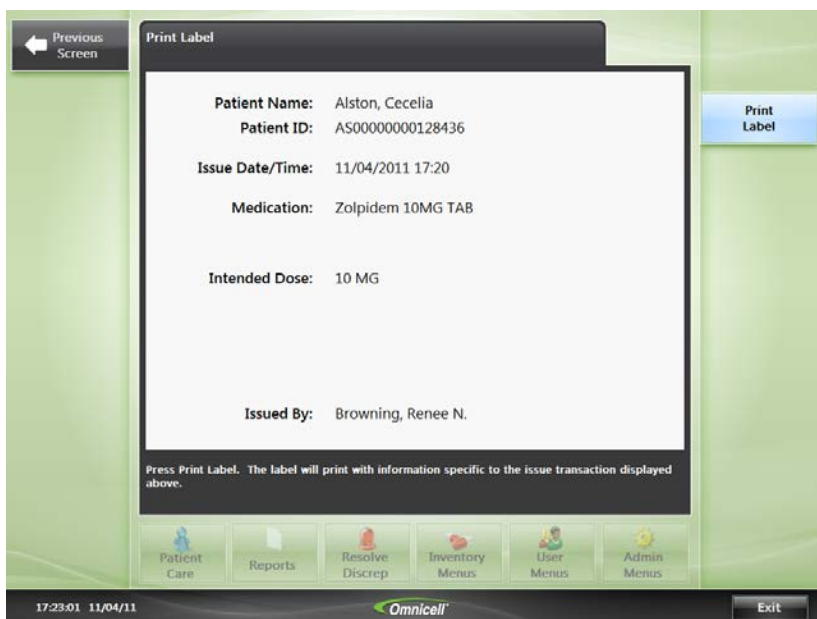 Previous
Screen
Print Label
Patient Name: Alston, Cecelia
Patient ID: AS00000000128436
Issue Date/Time: 11/04/2011 17:20
Medication: Zolpidem 10MG TAB
Intended Dose: 10 MG
Issued By: Browning, Renee N.
Print
Label
Press Print Label. The label will print with information specific to the issue transaction displayed
above.
Patient
Care
Reports
Resolve
Discrep
Inventory
Menus
User
Menus
Admin
Menus
17:23:01 11/04/11
Omnicell
Exit